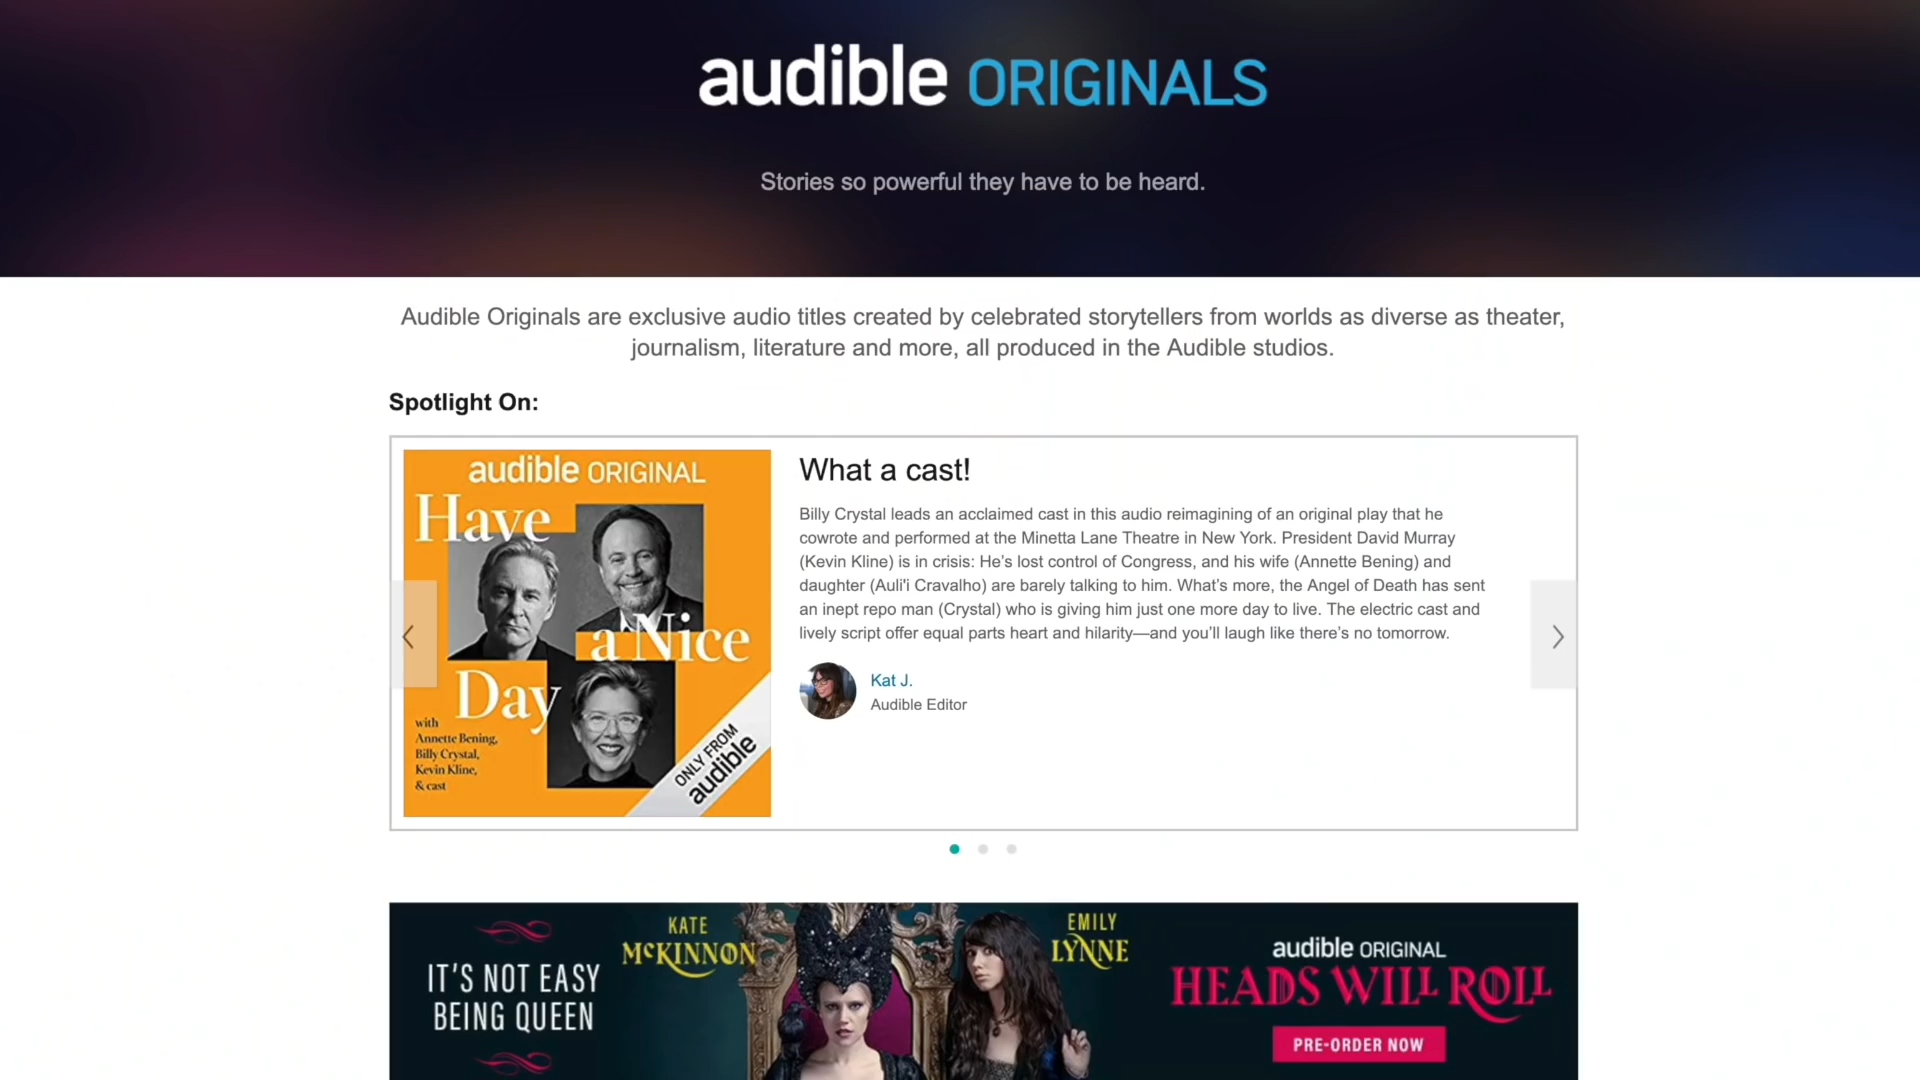 audible ORIGINALS
Stories so powerful they have to be heard.
Audible Originals are exclusive audio titles created by celebrated storytellers from worlds as diverse as theater,
journalism, literature and more, all produced in the Audible studios.
Spotlight On:
audible ORIGINAL
Have
a Nice
Day
with
Annette Bening,
Billy Crystal,
Kevin Kline,
& cast
ONLY FROM
audible
What a cast!
Billy Crystal leads an acclaimed cast in this audio reimagining of an original play that he
cowrote and performed at the Minetta Lane Theatre in New York. President David Murray
(Kevin Kline) is in crisis: He’s lost control of Congress, and his wife (Annette Bening) and
daughter (Auli'i Cravalho) are barely talking to him. What’s more, the Angel of Death has sent
an inept repo man (Crystal) who is giving him just one more day to live. The electric cast and
lively script offer equal parts heart and hilarity—and you’ll laugh like there’s no tomorrow.
Kat J.
Audible Editor
IT'S NOT EASY
BEING QUEEN
KATE
McKINNON
EMILY
LYNNE
audible ORIGINAL
HEADS WILL ROLL
PRE-ORDER NOW